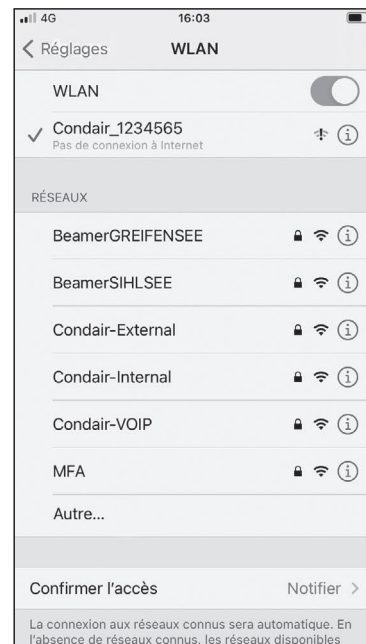 4G 16:03
Réglages WLAN
WLAN
Condair_1234565
Pas de connexion à Internet
RÉSEAUX
BeamerGREIFENSEE
BeamerSIHLSEE
Condair-External
Condair-Internal
Condair-VOIP
MFA
Autre...
Confirmer l'accès Notifier
La connexion aux réseaux connus sera automatique. En
l'absence de réseaux connus, les réseaux disponibles